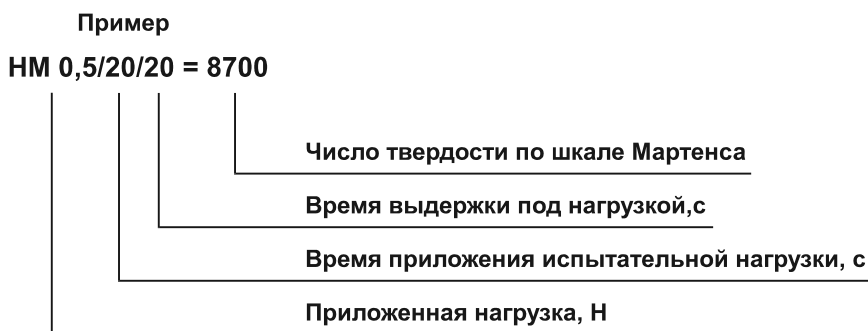 Пример
HM 0,5/20/20 = 8700
Число твердости по шкале Мартенса
Время выдержки под нагрузкой,с
Время приложения испытательной нагрузки, с
Приложенная нагрузка, Н